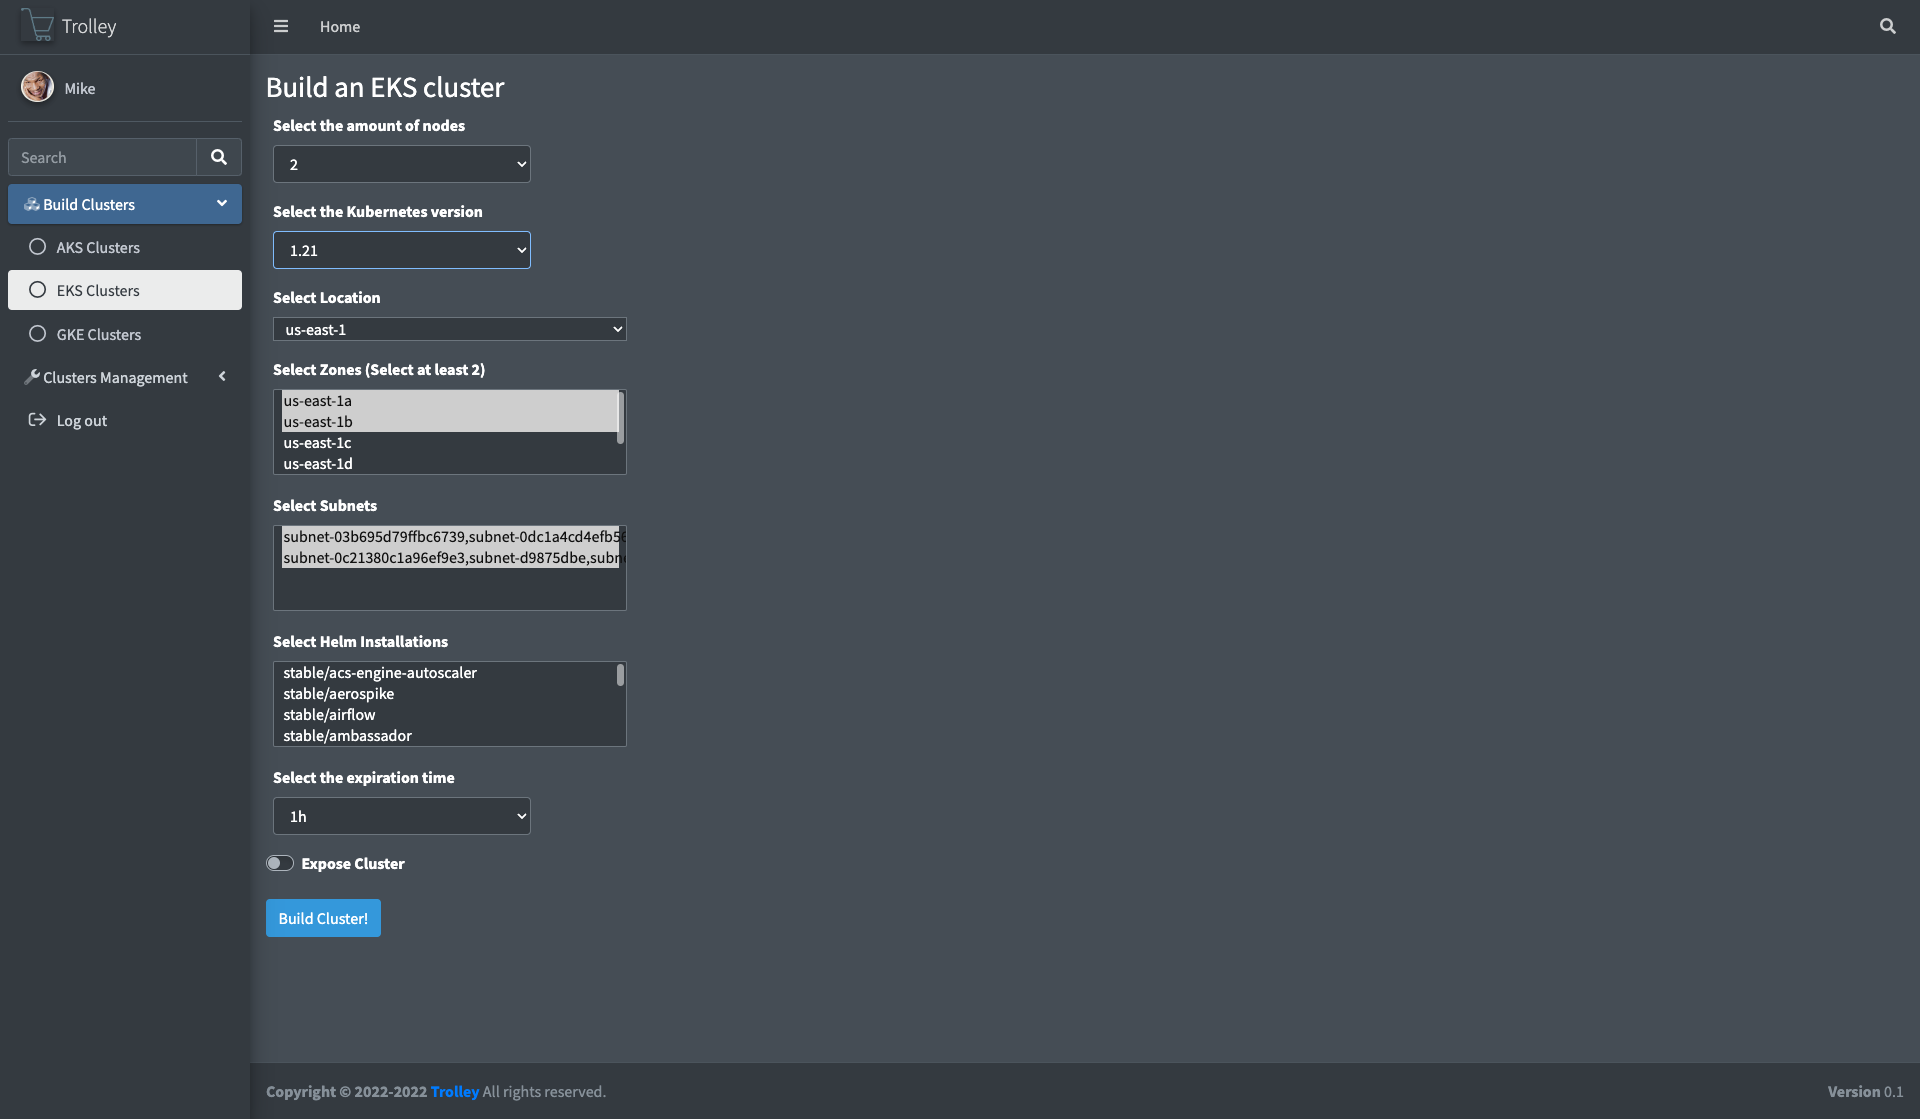 Trolley
Home
Mike
Search
Build Clusters
AKS Clusters
EKS Clusters
GKE Clusters
Clusters Management
Log out
Build an EKS cluster
Select the amount of nodes
2
Select the Kubernetes version
1.21
Select Location
us-east-1
Select Zones (Select at least 2)
us-east-1a
us-east-1b
us-east-1c
us-east-1d
Select Subnets
subnet-03b695d79ffbc6739,subnet-0dc1a4cd4efb56
subnet-0c21380c1a96ef9e3,subnet-d9875dbe,subne
Select Helm Installations
stable/acs-engine-autoscaler
stable/aerospike
stable/airflow
stable/ambassador
Select the expiration time
1h
Expose Cluster
Build Cluster!
Copyright © 2022-2022 Trolley All rights reserved.
Version 0.1